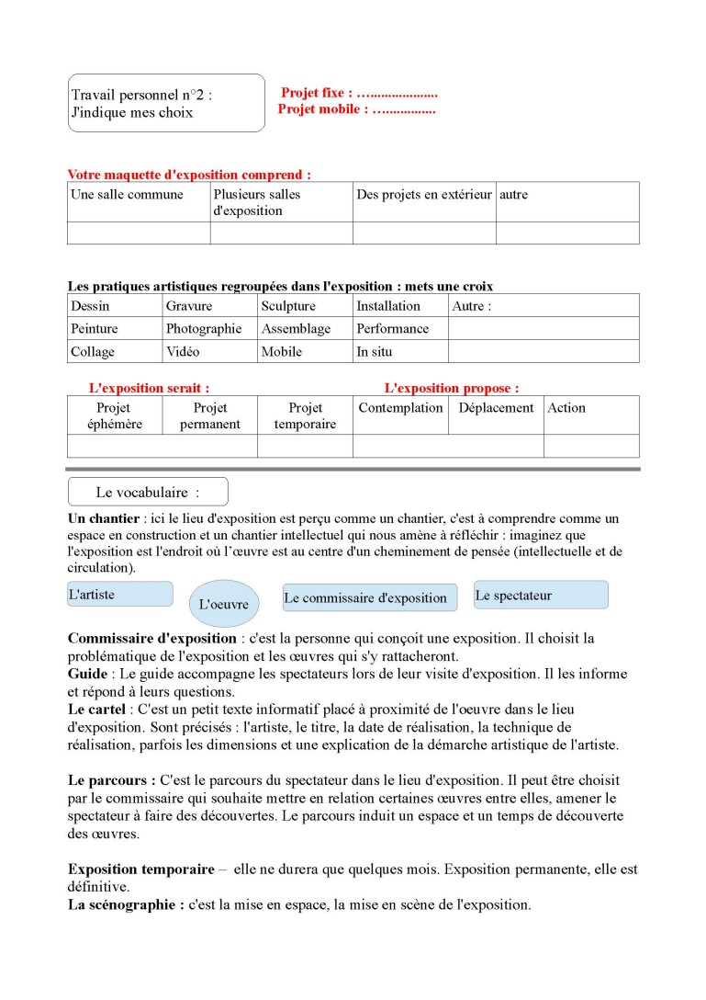 Travail personnel n°2 :
J'indique mes choix
Projet fixe : …...................
Projet mobile : …..............
Votre maquette d'exposition comprend :
Une salle commune
Plusieurs salles
d'exposition
Des projets en extérieur
autre
Les pratiques artistiques regroupées dans l'exposition : mets une croix
Dessin
Gravure
Sculpture
Installation
Autre :
Peinture
Photographie
Assemblage
Performance
Collage
Vidéo
Mobile
In situ
L'exposition serait :
L'exposition propose :
Projet
éphémère
Projet
permanent
Projet
temporaire
Contemplation
Déplacement
Action
Le vocabulaire :
Un chantier : ici le lieu d'exposition est perçu comme un chantier, c'est à comprendre comme un
espace en construction et un chantier intellectuel qui nous amène à réfléchir : imaginez que
l'exposition est l'endroit où l’œuvre est au centre d'un cheminement de pensée (intellectuelle et de
circulation).
L'artiste
L'oeuvre
Le commissaire d'exposition
Le spectateur
Commissaire d'exposition : c'est la personne qui conçoit une exposition. Il choisit la
problématique de l'exposition et les œuvres qui s'y rattacheront.
Guide : Le guide accompagne les spectateurs lors de leur visite d'exposition. Il les informe
et répond à leurs questions.
Le cartel : C'est un petit texte informatif placé à proximité de l'oeuvre dans le lieu
d'exposition. Sont précisés : l'artiste, le titre, la date de réalisation, la technique de
réalisation, parfois les dimensions et une explication de la démarche artistique de l'artiste.
Le parcours : C'est le parcours du spectateur dans le lieu d'exposition. Il peut être choisit
par le commissaire qui souhaite mettre en relation certaines œuvres entre elles, amener le
spectateur à faire des découvertes. Le parcours induit un espace et un temps de découverte
des œuvres.
Exposition temporaire – elle ne durera que quelques mois. Exposition permanente, elle est
définitive.
La scénographie : c'est la mise en espace, la mise en scène de l'exposition.